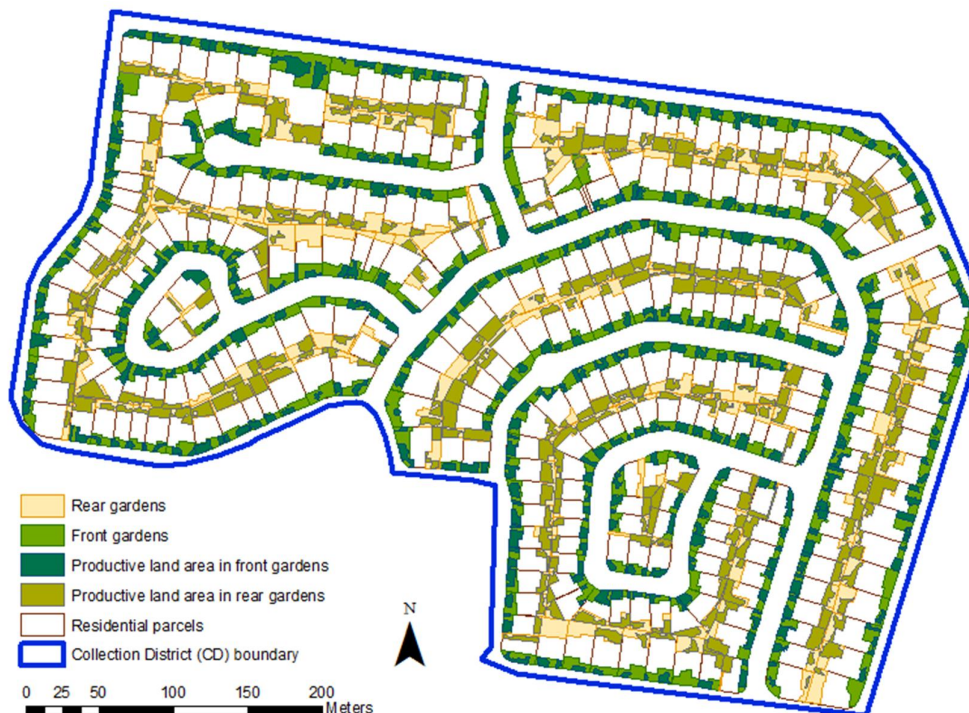 N
Rear gardens
Front gardens
Productive land area in front gardens
Productive land area in rear gardens
Residential parcels
Collection District (CD) boundary
0 25 50 100 150 200
Meters